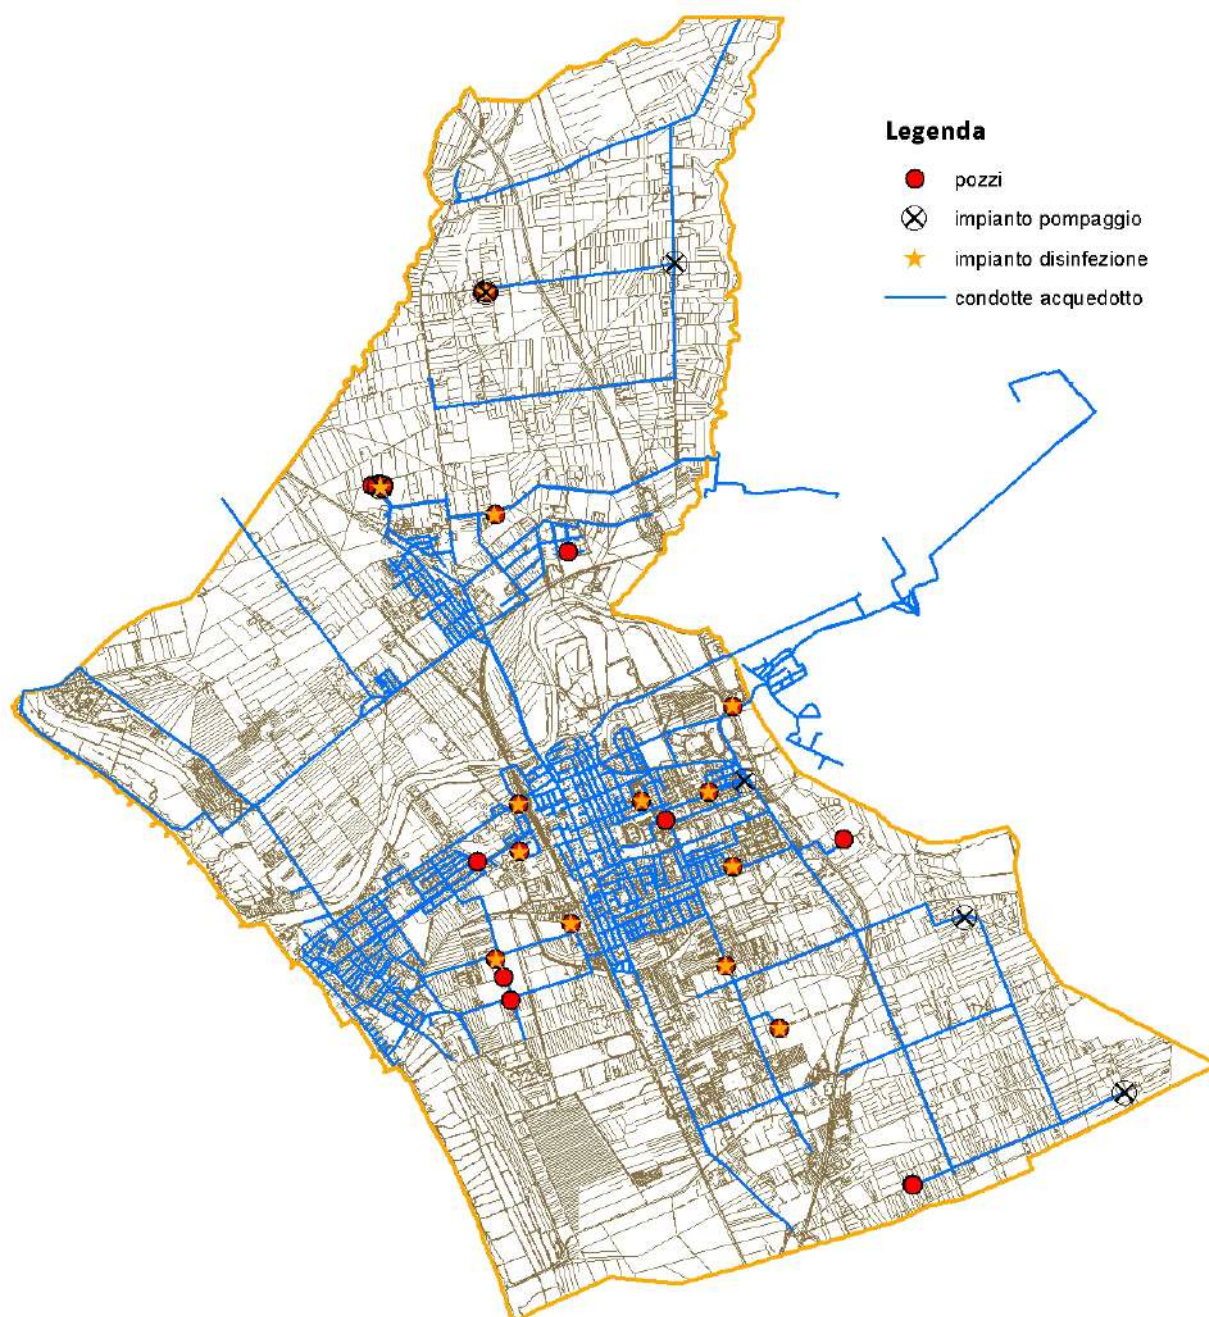 Legenda
pozzi
impianto pompaggio
impianto disinfezione
condotte acquedotto